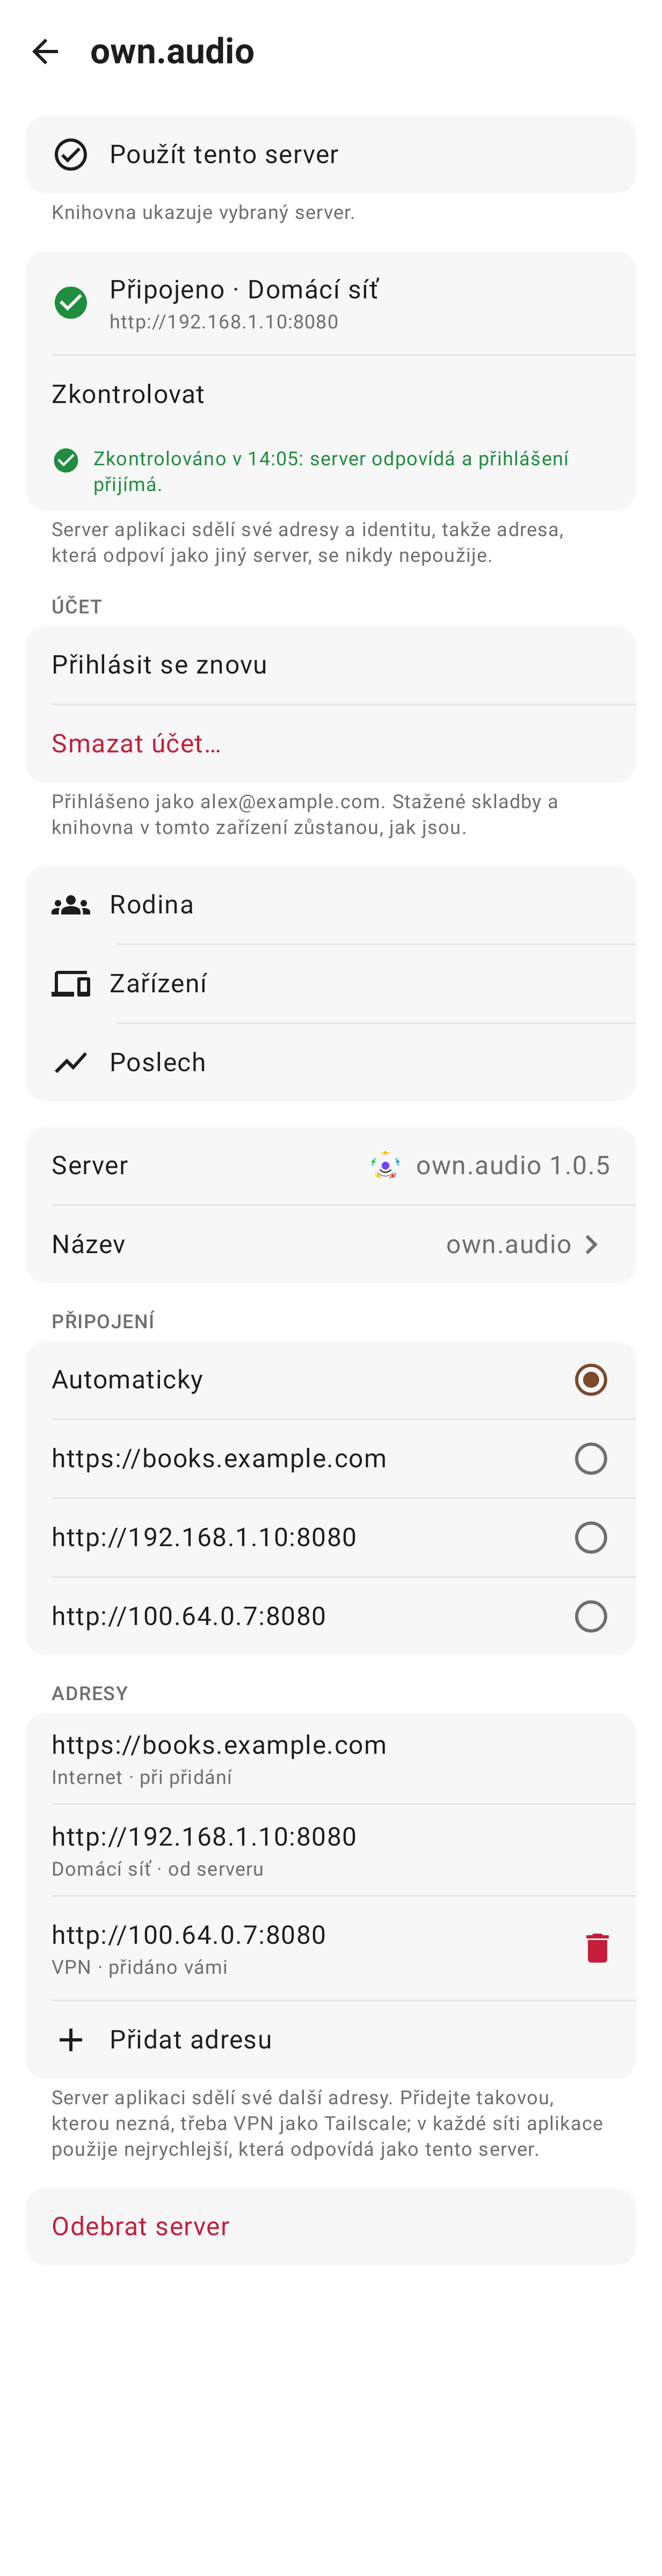 own.audio
Použít tento server
Knihovna ukazuje vybraný server.
Připojeno · Domácí síť
http://192.168.1.10:8080
Zkontrolovat
Zkontrolováno v 14:05: server odpovídá a přihlášení
přijímá.
Server aplikaci sdělí své adresy a identitu, takže adresa,
která odpoví jako jiný server, se nikdy nepoužije.
ÚČET
Přihlásit se znovu
Smazat účet…
Přihlášeno jako alex@example.com. Stažené skladby a
knihovna v tomto zařízení zůstanou, jak jsou.
Rodina
Zařízení
Poslech
Server own.audio 1.0.5
Název own.audio
PŘIPOJENÍ
Automaticky
https://books.example.com
http://192.168.1.10:8080
http://100.64.0.7:8080
ADRESY
https://books.example.com
Internet · při přidání
http://192.168.1.10:8080
Domácí síť · od serveru
http://100.64.0.7:8080
VPN · přidáno vámi
Přidat adresu
Server aplikaci sdělí své další adresy. Přidejte takovou,
kterou nezná, třeba VPN jako Tailscale; v každé síti aplikace
použije nejrychlejší, která odpovídá jako tento server.
Odebrat server